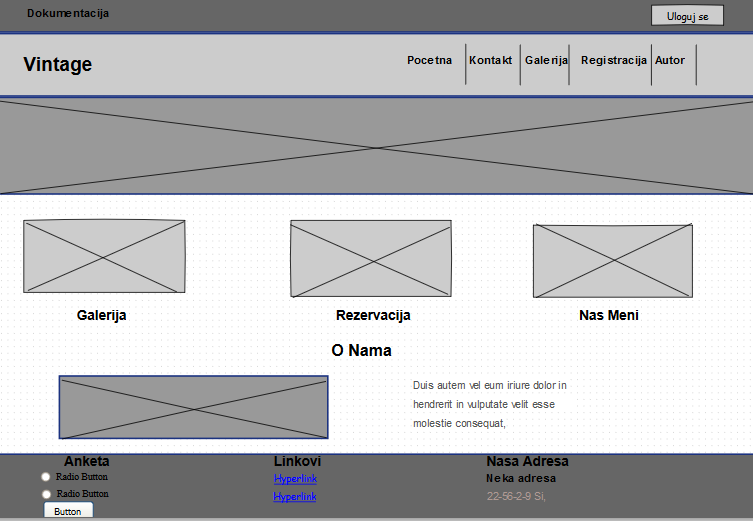 Dokumentacija
Uloguj se
Vintage
Pocetna Kontakt Galerija Registracija Autor
Galerija Rezervacija Nas Meni
O Nama
Duis autem vel eum iriure dolor in
hendrerit in vulputate velit esse
molestie consequat,
Anketa Linkovi Nasa Adresa
Radio Button Hyperlink Neka adresa
Radio Button Hyperlink 22-56-2-9 Si,
Button